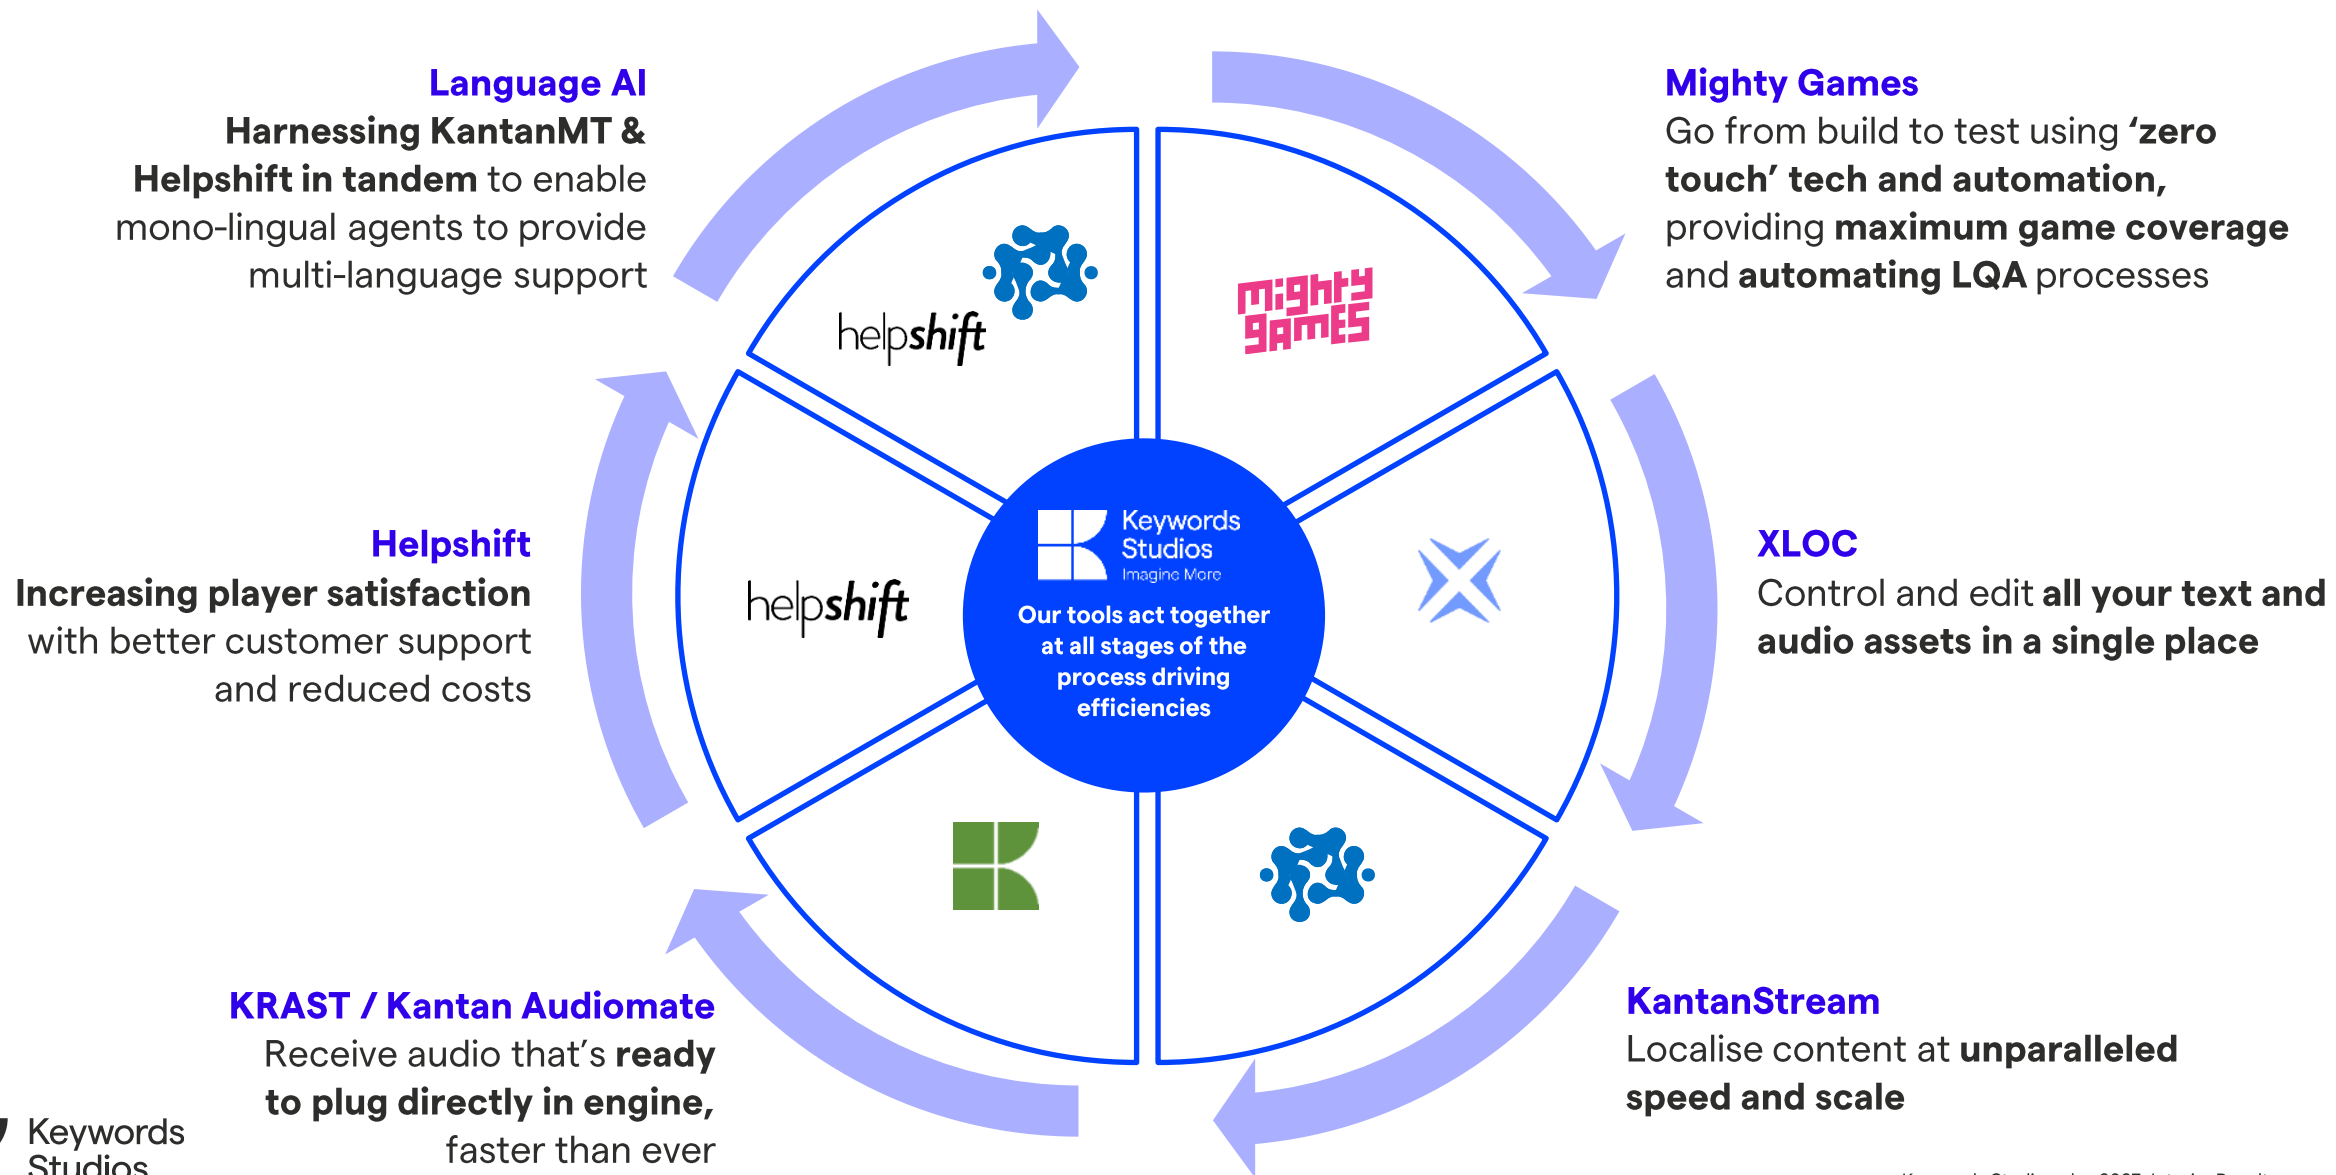 Language AI
Harnessing KantanMT &
Helpshift in tandem to enable
mono-lingual agents to provide
multi-language support
Mighty Games
Go from build to test using ‘zero
touch’ tech and automation,
providing maximum game coverage
and automating LQA processes
helpshift
mighty
games
Helpshift
Increasing player satisfaction
with better customer support
and reduced costs
helpshift
Keywords
Studios
Imagine More
Our tools act together
at all stages of the
process driving
efficiencies
XLOC
Control and edit all your text and
audio assets in a single place
KRAST / Kantan Audiomate
Receive audio that’s ready
to plug directly in engine,
faster than ever
KantanStream
Localise content at unparalleled
speed and scale
Keywords
Studios